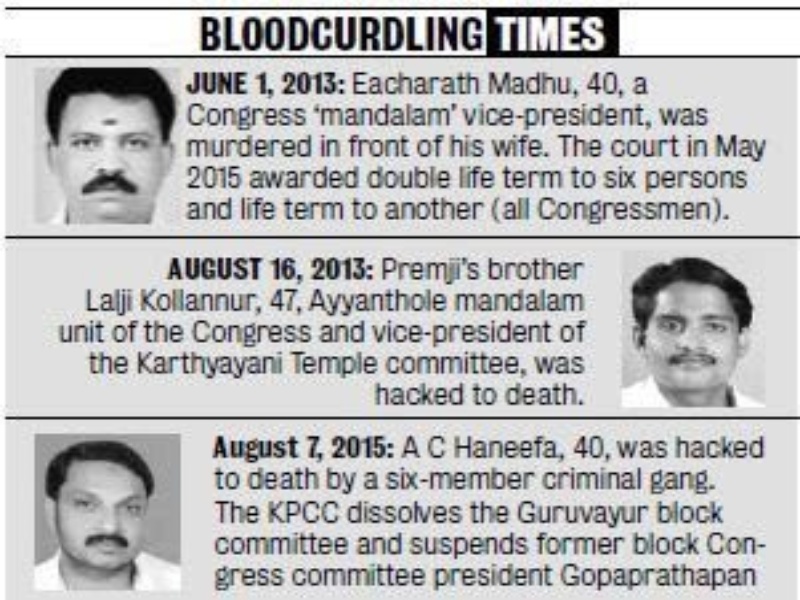 BLOODCURDLING TIMES
JUNE 1, 2013: Eacharath Madhu, 40, a
Congress ‘mandalam’ vice-president, was
murdered in front of his wife. The court in May
2015 awarded double life term to six persons
and life term to another (all Congressmen).
AUGUST 16, 2013: Premji’s brother
Lalji Kollannur, 47, Ayyanthole mandalam
unit of the Congress and vice-president of
the Karthyayani Temple committee, was
hacked to death.
August 7, 2015: A C Haneefa, 40, was hacked
to death by a six-member criminal gang.
The KPCC dissolves the Guruvayur block
committee and suspends former block Con-
gress committee president Gopaprathapan